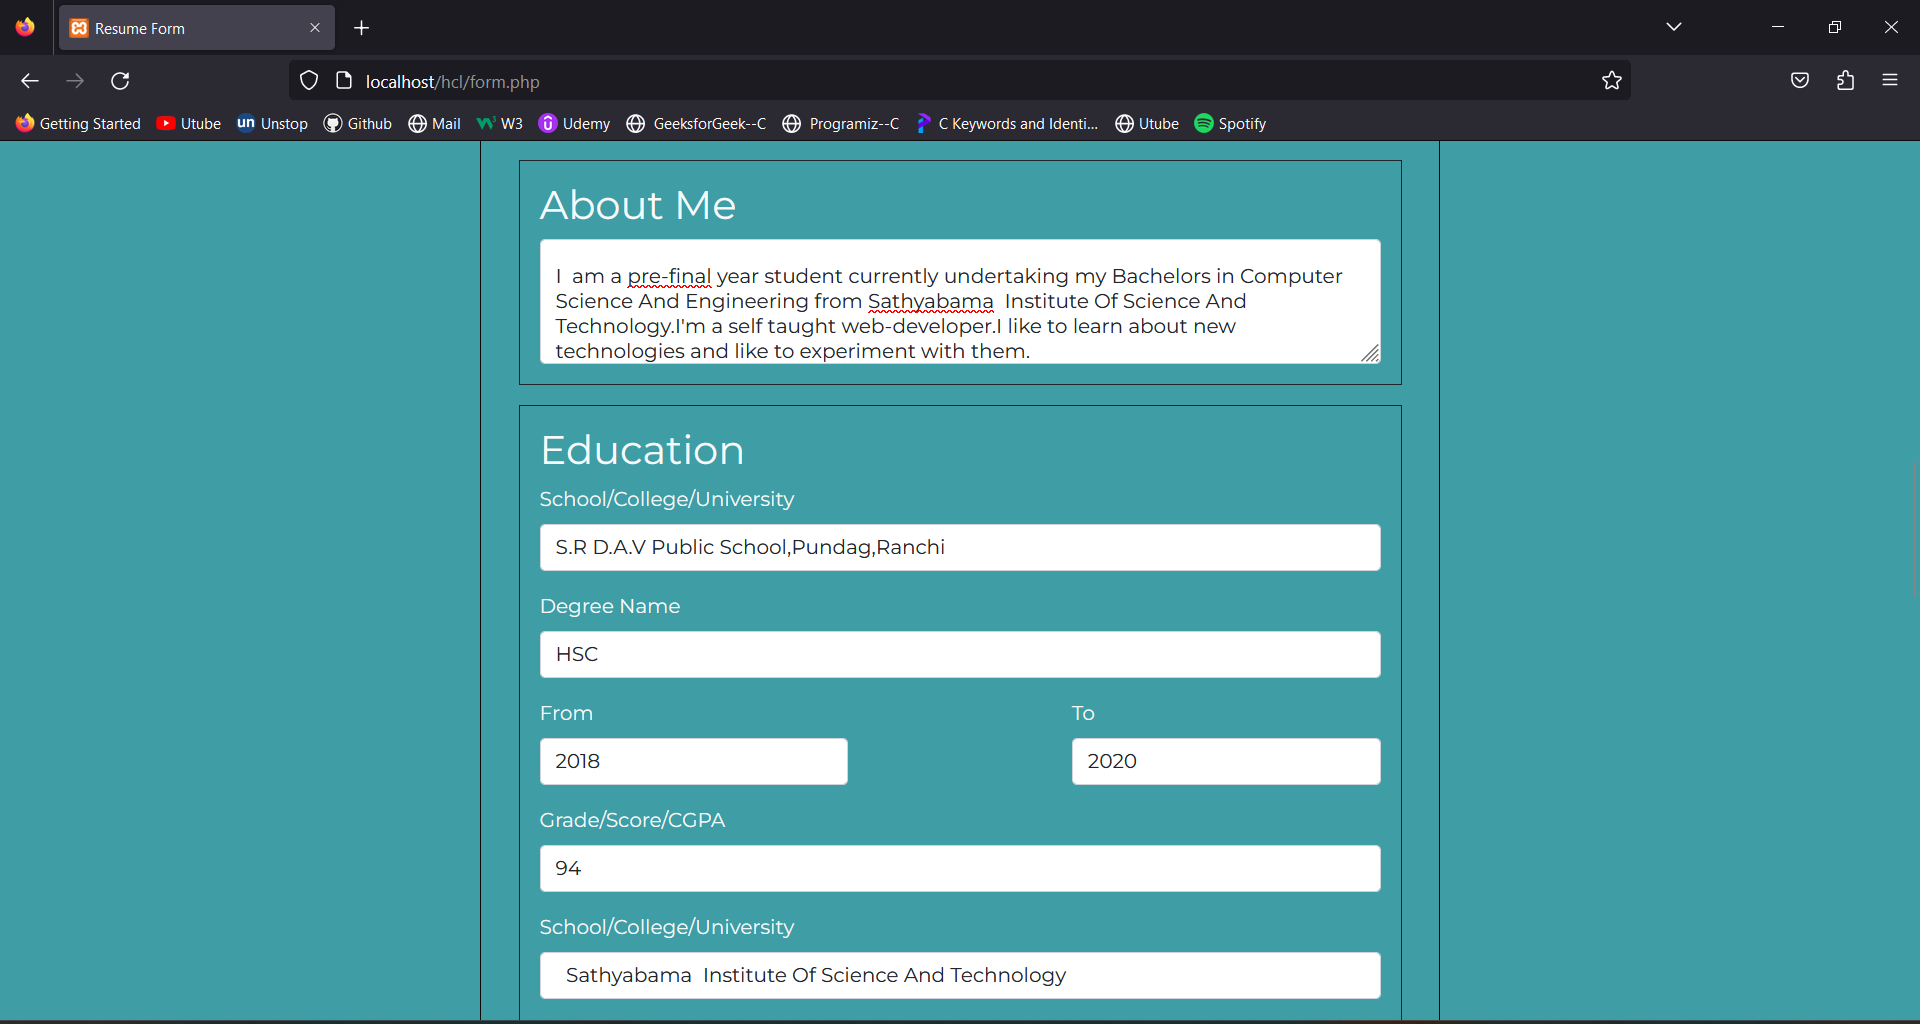 Resume Form
localhost/hcl/form.php
Getting Started Utube un Unstop Github Mail W3 Udemy GeeksforGeek--C Programiz--C C Keywords and Identi... Utube Spotify
About Me
I  am a pre-final year student currently undertaking my Bachelors in Computer
Science And Engineering from Sathyabama  Institute Of Science And
Technology.I'm a self taught web-developer.I like to learn about new
technologies and like to experiment with them.
Education
School/College/University
S.R D.A.V Public School,Pundag,Ranchi
Degree Name
HSC
From To
2018 2020
Grade/Score/CGPA
94
School/College/University
Sathyabama  Institute Of Science And Technology